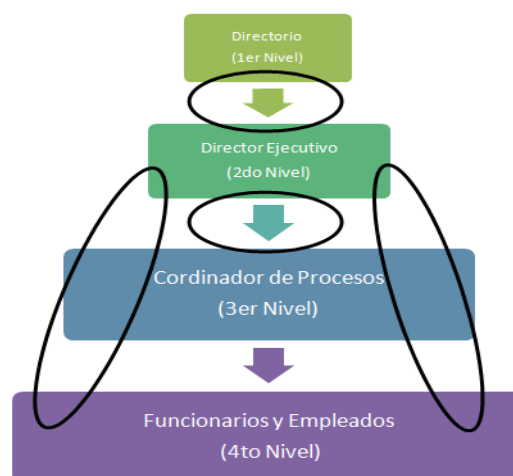 Directorio
(1er Nivel)
Director Ejecutivo
(2do Nivel)
Cordinador de Procesos
(3er Nivel)
Funcionarios y Empleados
(4to Nivel)